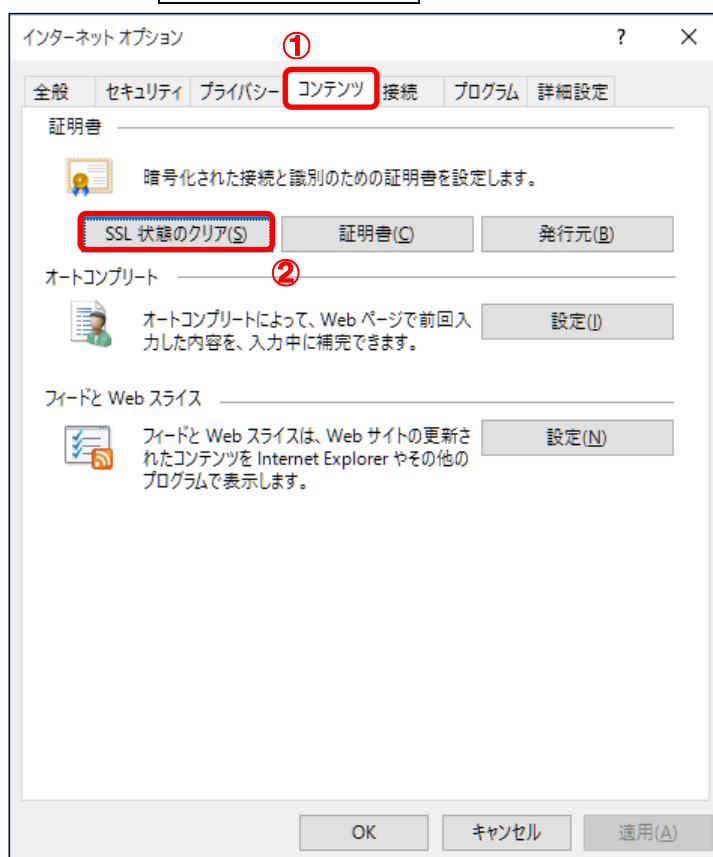 インターネット オプション
①
?
×
全般 セキュリティ プライバシー コンテンツ 接続 プログラム 詳細設定
証明書
暗号化された接続と識別のための証明書を設定します。
SSL 状態のクリア(S) 証明書(C) 発行元(B)
②
オートコンプリート
オートコンプリートによって、Web ページで前回入
力した内容を、入力中に補完できます。
設定(I)
フィードと Web スライス
フィードと Web スライスは、Web サイトの更新さ
れたコンテンツを Internet Explorer やその他の
プログラムで表示します。
設定(N)
OK キャンセル 適用(A)